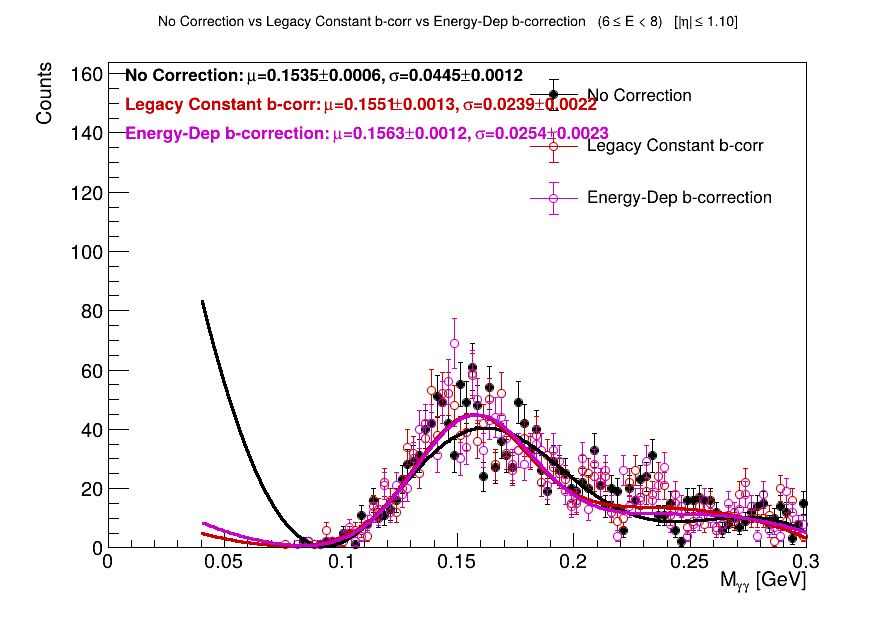 No Correction vs Legacy Constant b-corr vs Energy-Dep b-correction (6 ≤ E < 8) [|η| ≤ 1.10]
Counts
160
140
120
100
80
60
40
20
0
No Correction: μ=0.1535±0.0006, σ=0.0445±0.0012
Legacy Constant b-corr: μ=0.1551±0.0013, σ=0.0239±0.0022
Energy-Dep b-correction: μ=0.1563±0.0012, σ=0.0254±0.0023
No Correction
Legacy Constant b-corr
Energy-Dep b-correction
0 0.05 0.1 0.15 0.2 0.25 0.3
Mγγ [GeV]